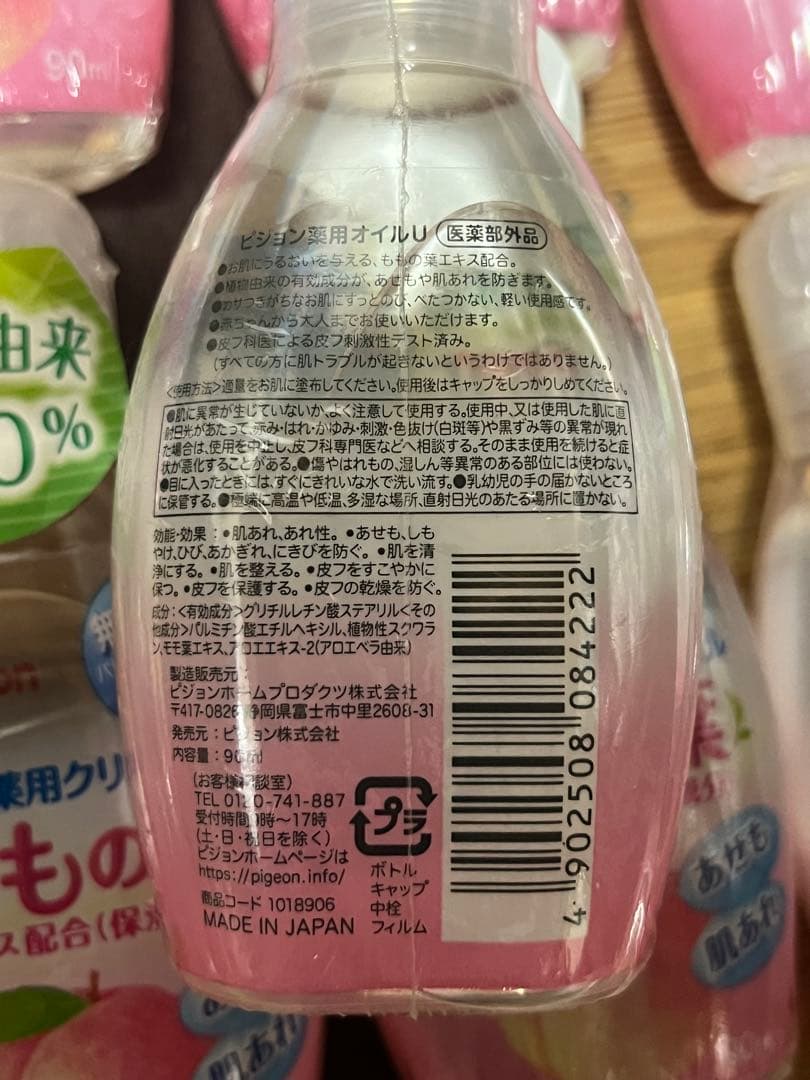 90ml
ピジョン薬用オイルU 医薬部外品
●お肌にうるおいを与える、ももの葉エキス配合。
●植物由来の有効成分が、あせもや肌あれを防ぎます。
●カサつきがちなお肌にすっとのび、べたつかない、軽い使用感です。
●赤ちゃんから大人までお使いいただけます。
●皮フ科医による皮フ刺激性テスト済み。
(すべての方に肌トラブルが起きないというわけではありません。)
<使用方法>適量をお肌に塗布してください。使用後はキャップをしっかりしめてください。
●肌に異常が生じていないか、よく注意して使用する。使用中、又は使用した肌に直
射日光があたって、赤み・はれ・かゆみ・刺激・色抜け(白斑等)や黒ずみ等の異常が現れ
た場合は、使用を中止し、皮フ科専門医などへ相談する。そのまま使用を続けると症
状が悪化することがある。●傷やはれもの、湿しん等異常のある部位には使わない。
●目に入ったときには、すぐにきれいな水で洗い流す。●乳幼児の手の届かないところ
に保管する。●極端に高温や低温、多湿な場所、直射日光のあたる場所に置かない。
効能・効果：●肌あれ、あれ性。●あせも、しも
やけ、ひび、あかぎれ、にきびを防ぐ。●肌を清
浄にする。●肌を整える。●皮フをすこやかに
保つ。●皮フを保護する。●皮フの乾燥を防ぐ。
成分：<有効成分>グリチルレチン酸ステアリル<その
他成分>パルミチン酸エチルヘキシル、植物性スクワラ
ン、モモ葉エキス、アロエエキス-2(アロエベラ由来)
製造販売元：
ピジョンホームプロダクツ株式会社
〒417-0826 静岡県富士市中里2608-31
発売元：ピジョン株式会社
内容量：90ml
(お客様相談室)
TEL 0120-741-887
受付時間9時〜17時
(土・日・祝日を除く)
ピジョンホームページは
https://pigeon.info/
商品コード 1018906
MADE IN JAPAN
プラ
ボトル
キャップ
中栓
フィルム
4 902508 084222
由来
0%
無
on
薬用クリ
もの
ス配合(保湿
肌あれ
あせも
肌あれ